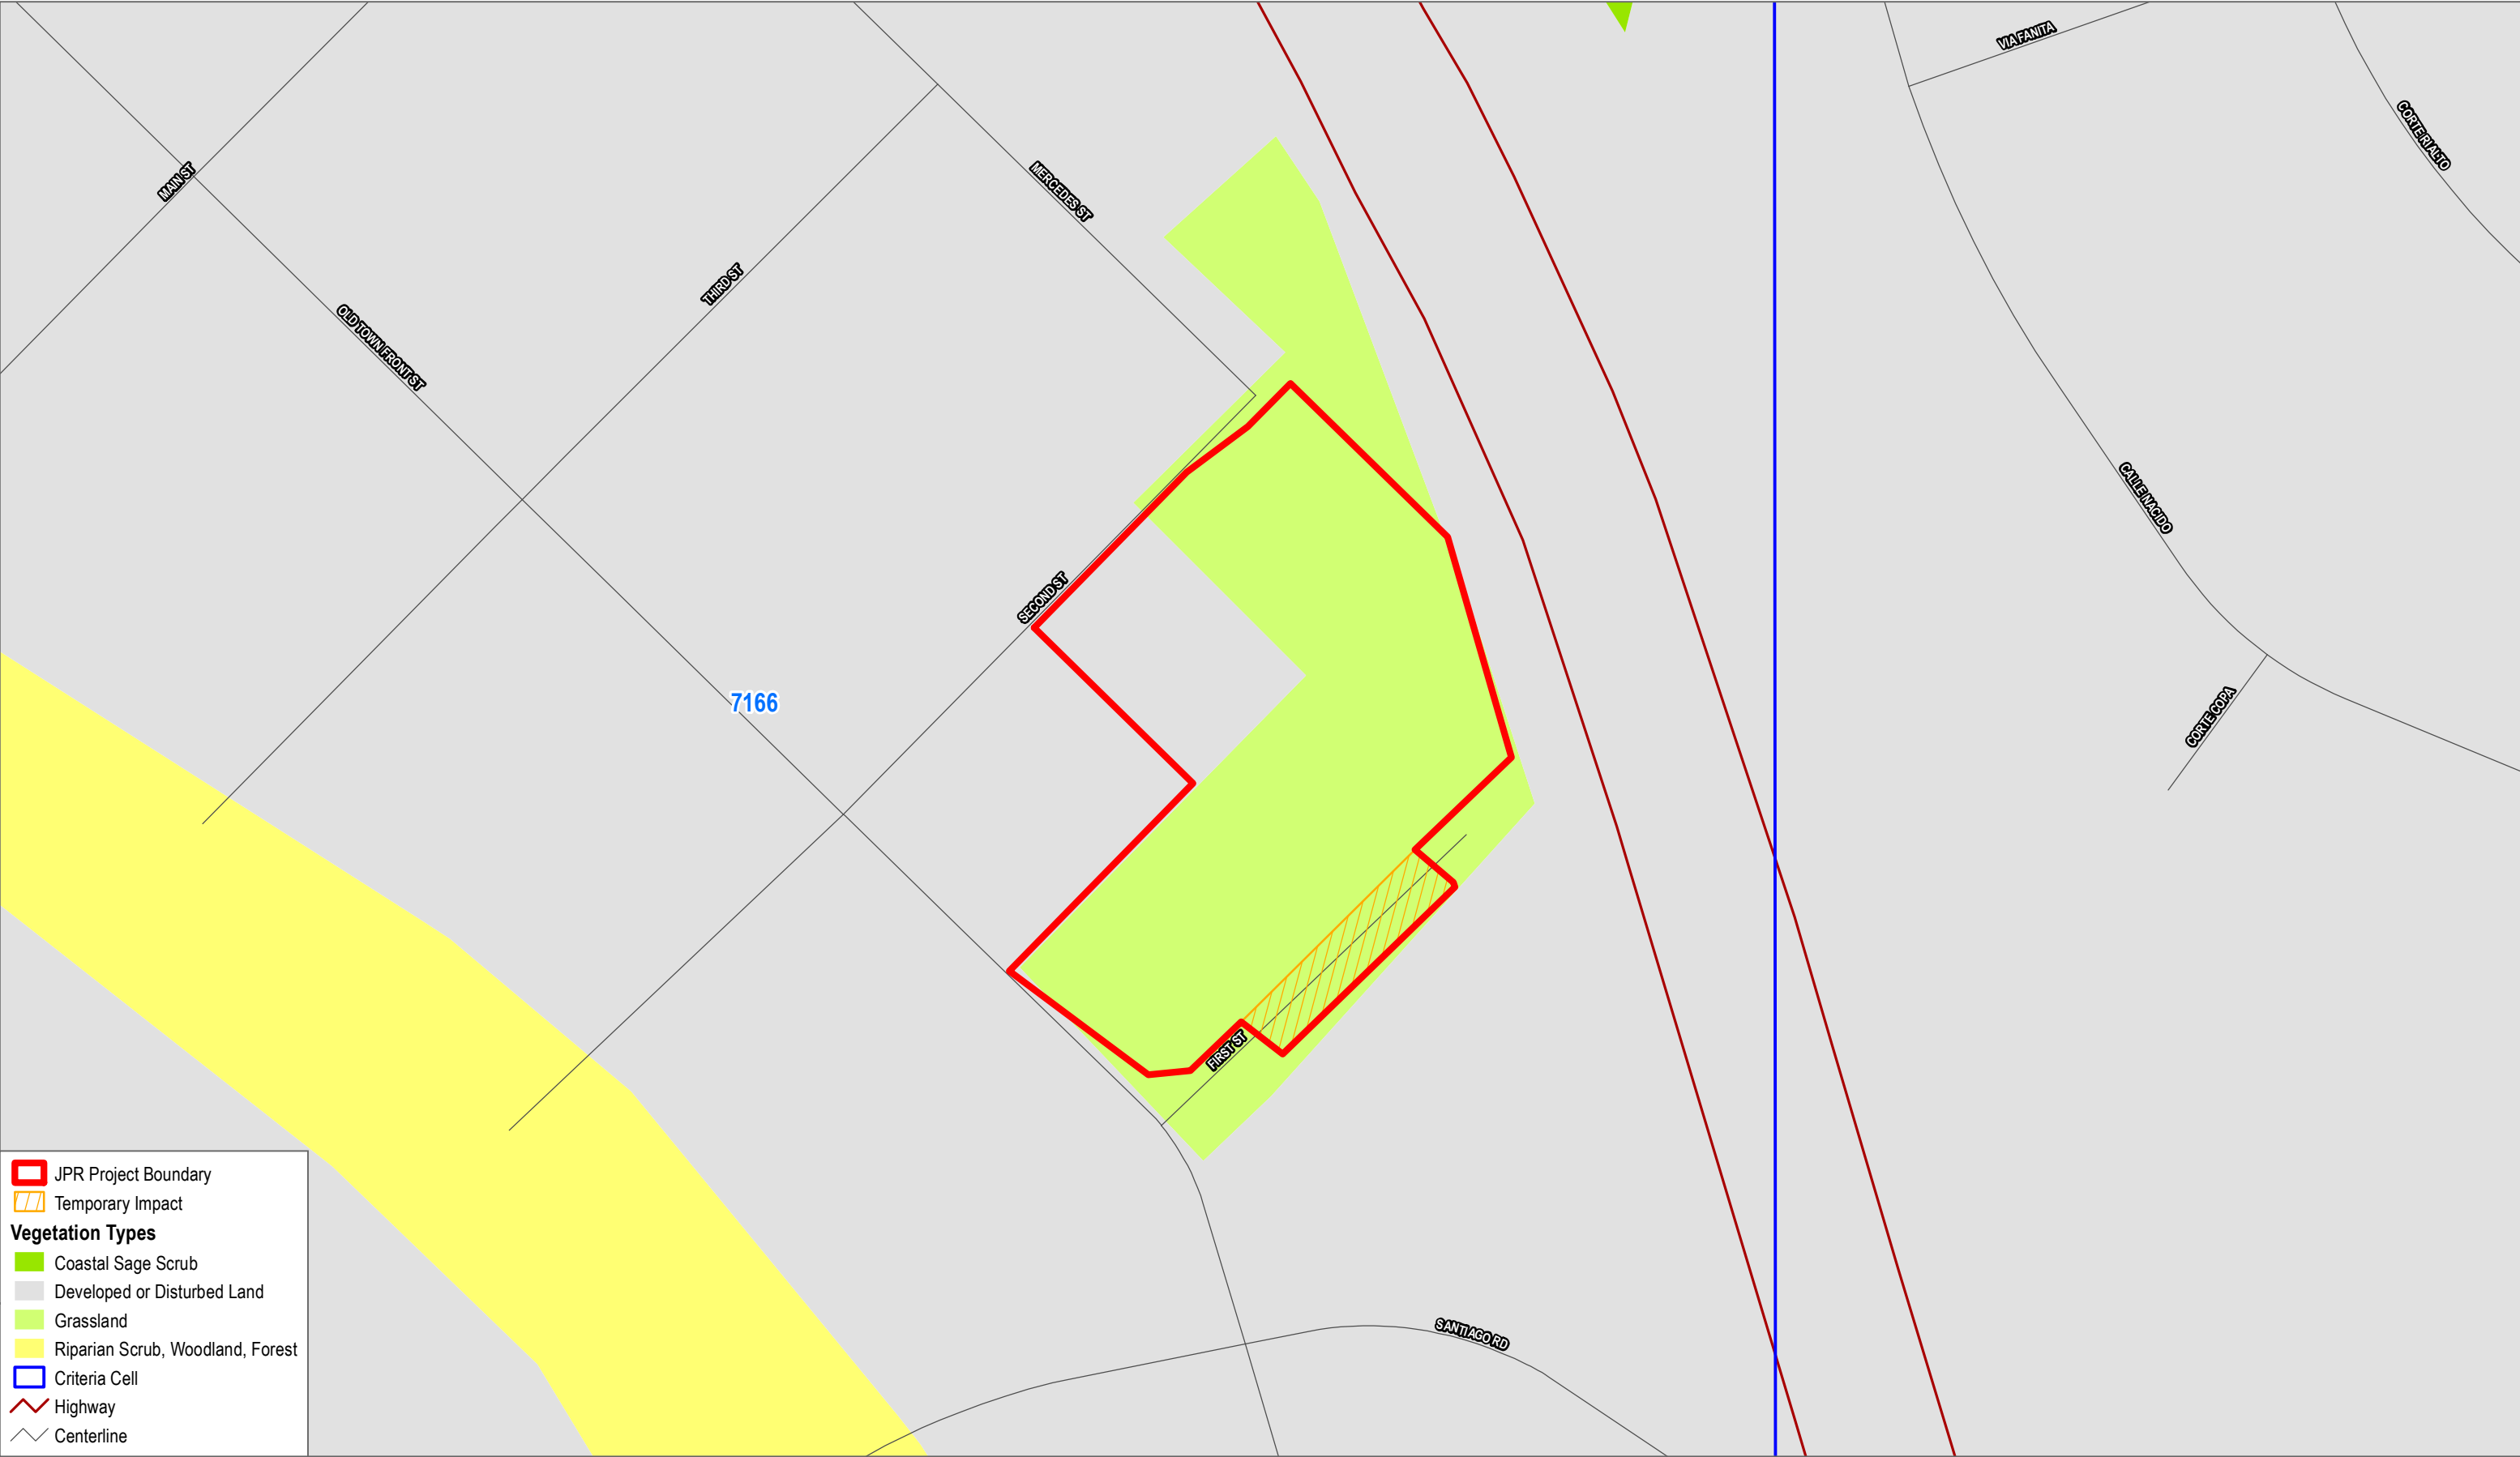 VIA FANITA
CORTE RIALTO
MAIN ST
MERCEDES ST
THIRD ST
OLD TOWN FRONT ST
CALLE NACIDO
SECOND ST
7166
CORTE COPA
FIRST ST
SANTIAGO RD
JPR Project Boundary
Temporary Impact
Vegetation Types
Coastal Sage Scrub
Developed or Disturbed Land
Grassland
Riparian Scrub, Woodland, Forest
Criteria Cell
Highway
Centerline